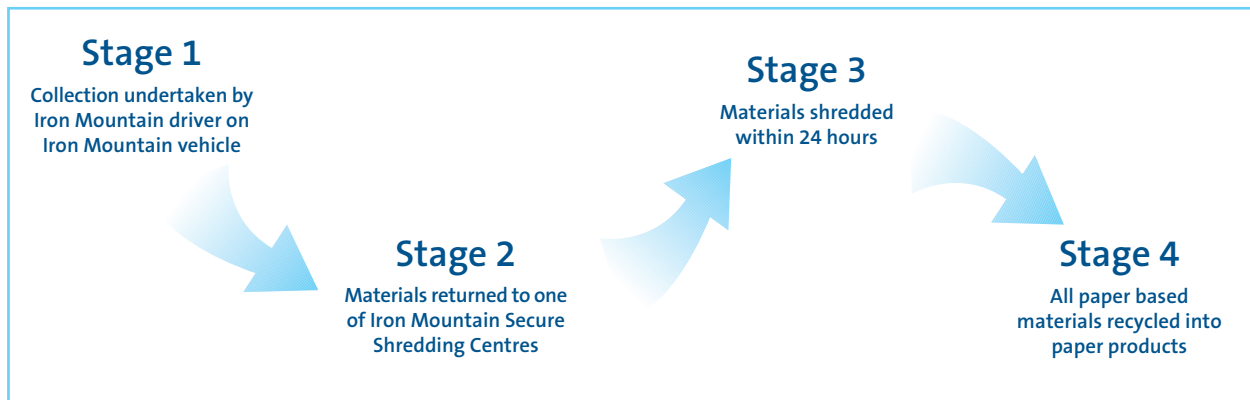 Stage 1
Collection undertaken by
Iron Mountain driver on
Iron Mountain vehicle
Stage 2
Materials returned to one
of Iron Mountain Secure
Shredding Centres
Stage 3
Materials shredded
within 24 hours
Stage 4
All paper based
materials recycled into
paper products